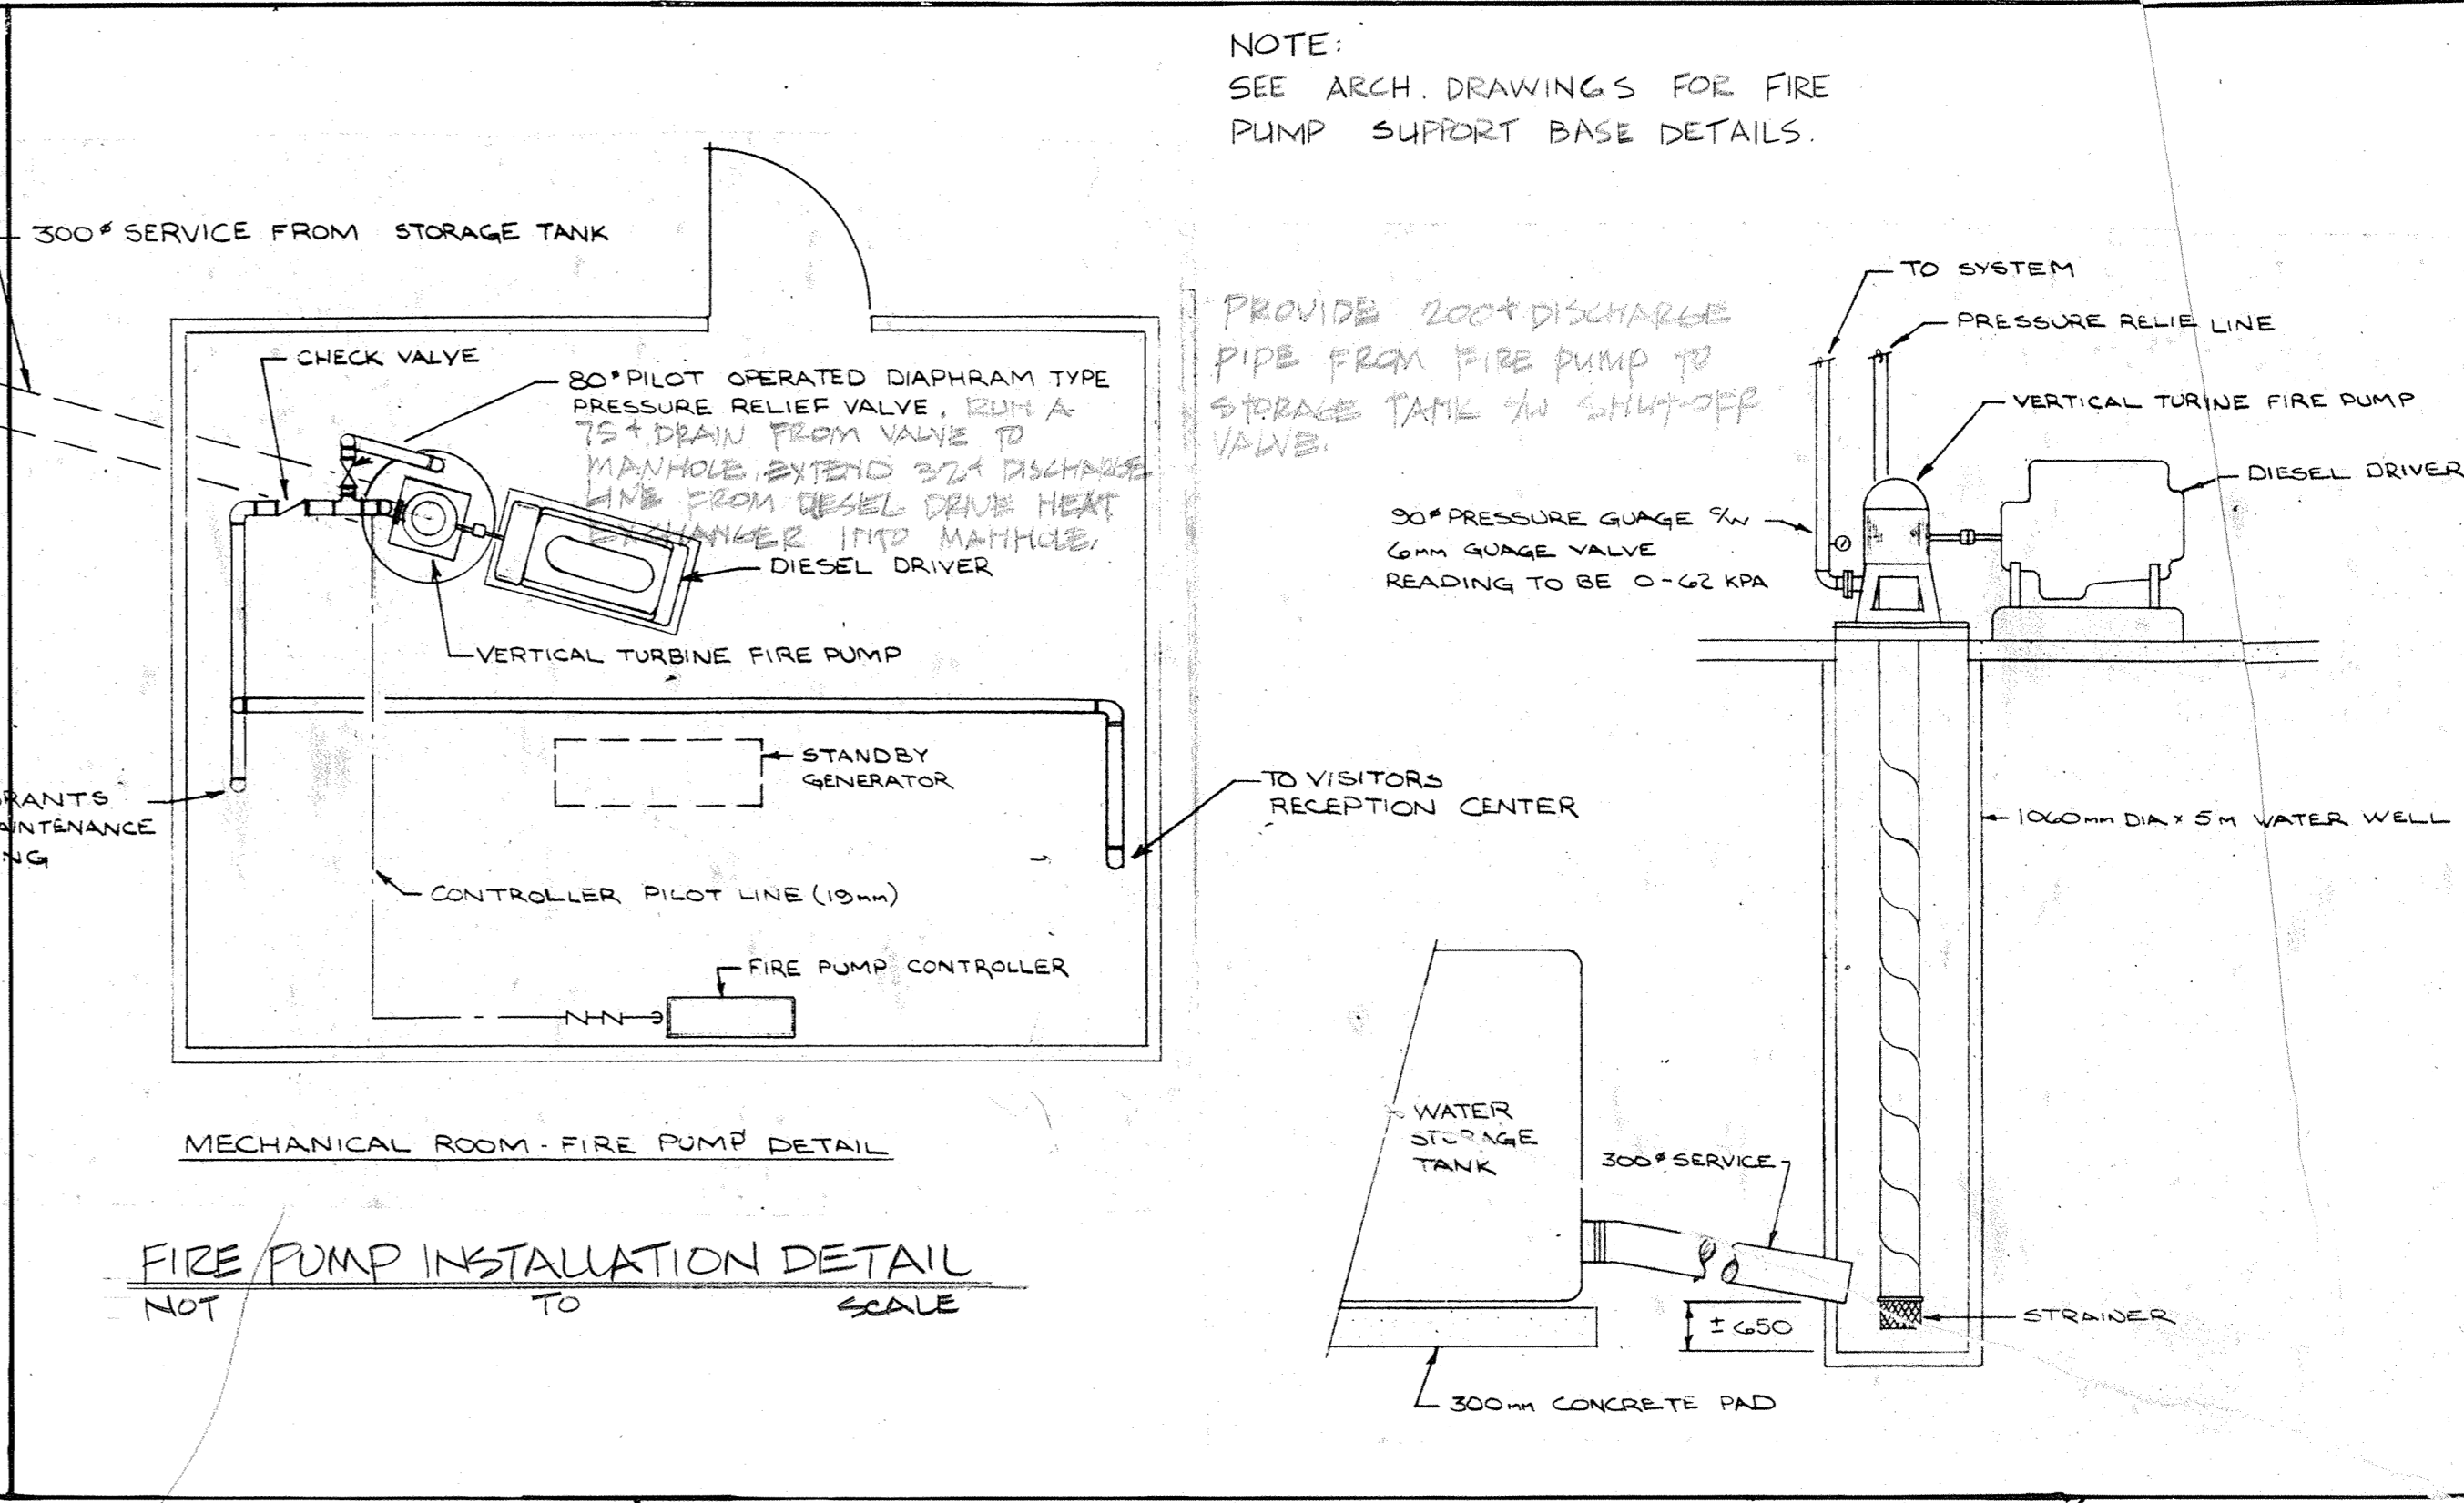 NOTE:
SEE ARCH. DRAWINGS FOR FIRE
PUMP SUPPORT BASE DETAILS.
300ø SERVICE FROM STORAGE TANK
CHECK VALVE
80ø PILOT OPERATED DIAPHRAM TYPE
PRESSURE RELIEF VALVE. RUN A
75ø DRAIN FROM VALVE TO
MANHOLE. EXTEND 32ø DISCHARGE
LINE FROM DIESEL DRIVE HEAT
EXCHANGER INTO MANHOLE.
DIESEL DRIVER
VERTICAL TURBINE FIRE PUMP
STANDBY
GENERATOR
RANTS
AINTENANCE
NG
TO VISITORS
RECEPTION CENTER
CONTROLLER PILOT LINE (19mm)
FIRE PUMP CONTROLLER
MECHANICAL ROOM - FIRE PUMP DETAIL
FIRE PUMP INSTALLATION DETAIL
NOT TO SCALE
PROVIDE 200ø DISCHARGE
PIPE FROM FIRE PUMP TO
STORAGE TANK C/W SHUT-OFF
VALVE.
TO SYSTEM
PRESSURE RELIE LINE
VERTICAL TURINE FIRE PUMP
DIESEL DRIVER
90ø PRESSURE GUAGE C/W
6mm GUAGE VALVE
READING TO BE 0-62 KPA
1060mm DIA x 5M WATER WELL
WATER
STORAGE
TANK
300ø SERVICE
±650
STRAINER
300mm CONCRETE PAD